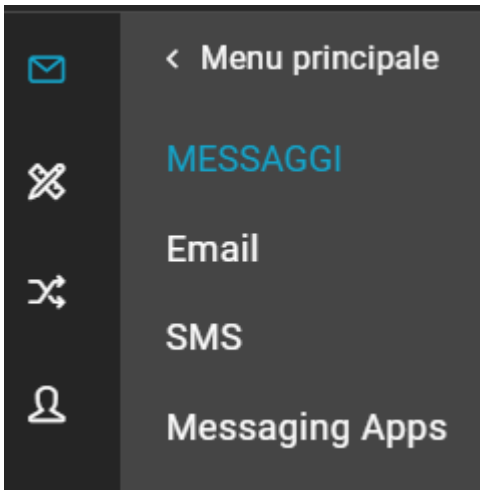 < Menu principale
MESSAGGI
Email
SMS
Messaging Apps